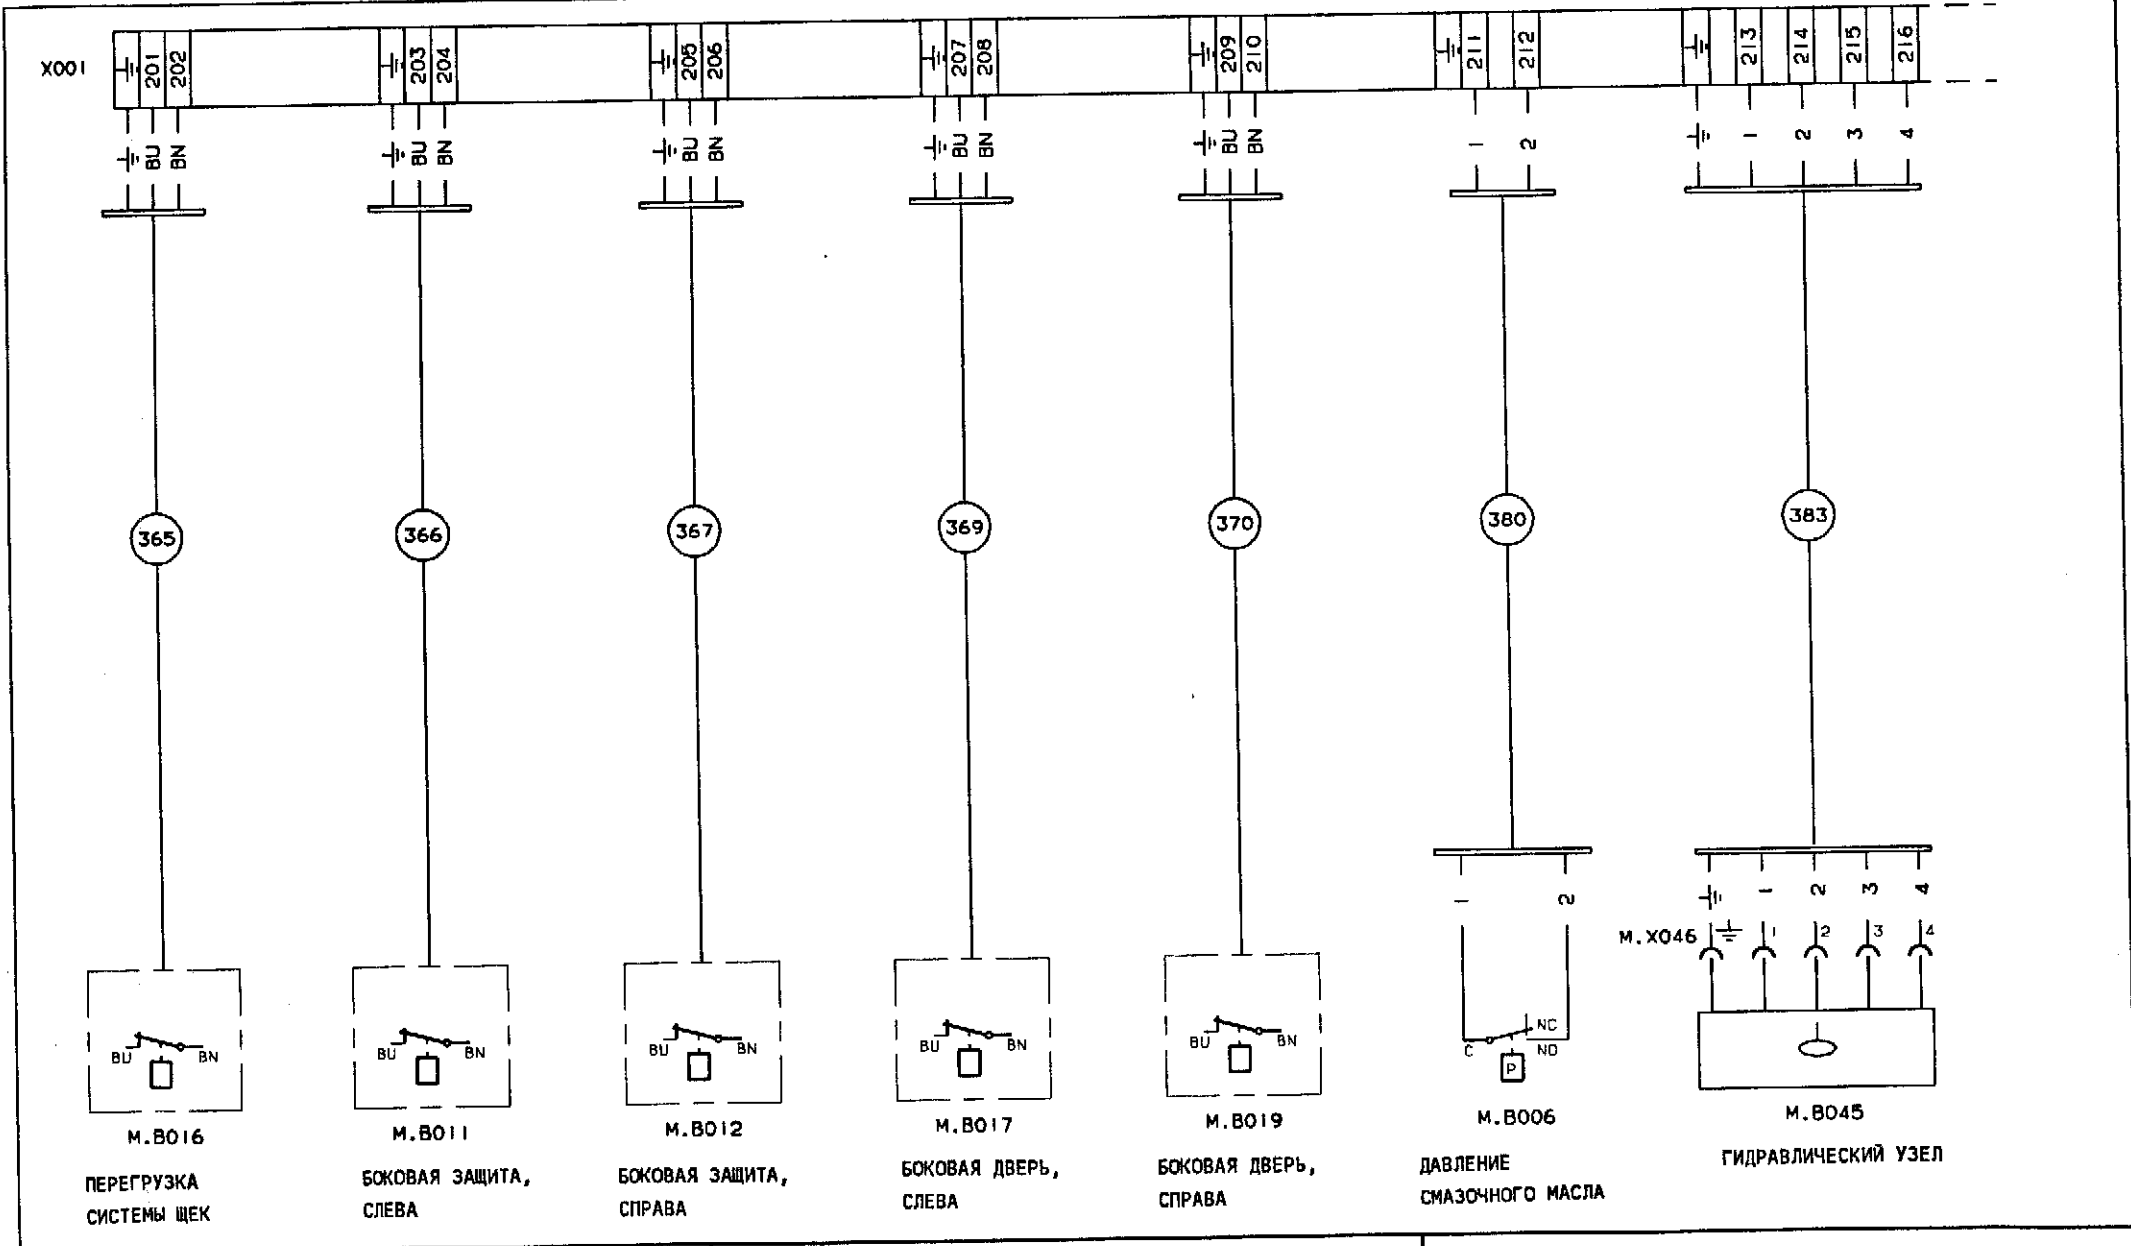 X001 201 202 203 204 205 206 207 208 209 210 211 212 213 214 215 216
BU BN BU BN BU BN BU BN BU BN 1 2 1 2 3 4
365 366 367 369 370 380 383
1 2 1 2 3 4
M.X046 1 2 3 4
BU BN BU BN BU BN BU BN BU BN C NC NO
P
M.B016 M.B011 M.B012 M.B017 M.B019 M.B006 M.B045
ПЕРЕГРУЗКА
СИСТЕМЫ ЩЕК
БОКОВАЯ ЗАЩИТА,
СЛЕВА
БОКОВАЯ ЗАЩИТА,
СПРАВА
БОКОВАЯ ДВЕРЬ,
СЛЕВА
БОКОВАЯ ДВЕРЬ,
СПРАВА
ДАВЛЕНИЕ
СМАЗОЧНОГО МАСЛА
ГИДРАВЛИЧЕСКИЙ УЗЕЛ